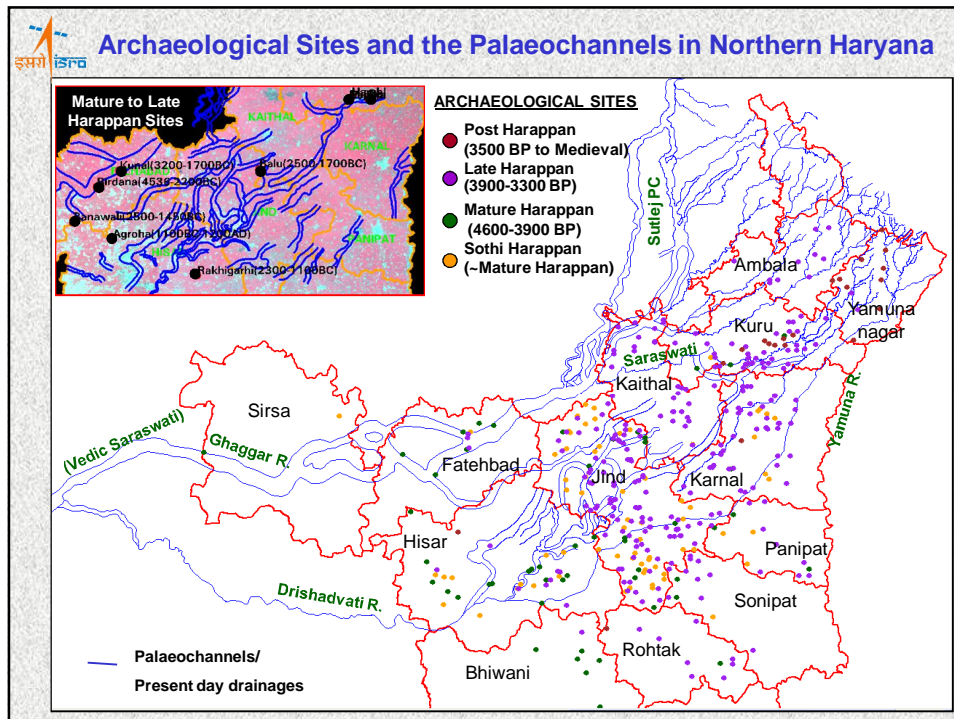 Archaeological Sites and the Palaeochannels in Northern Haryana
इसरो isro
Mature to Late
Harappan Sites
KAITHAL
KARNAL
Kunal(3200-1700BC)
Balu(2500-1700BC)
Banawali(2500-1450BC)
Agroha(1100BC-1200AD)
Rakhigarhi(2300-1100BC)
ARCHAEOLOGICAL SITES
Post Harappan
(3500 BP to Medieval)
Late Harappan
(3900-3300 BP)
Mature Harappan
(4600-3900 BP)
Sothi Harappan
(~Mature Harappan)
Sutlej PC
Ambala
Yamuna
nagar
Kuru
Saraswati
Kaithal
Yamuna R.
Sirsa
(Vedic Saraswati)
Ghaggar R.
Fatehbad
Jind
Karnal
Hisar
Panipat
Drishadvati R.
Sonipat
Rohtak
Bhiwani
Palaeochannels/
Present day drainages